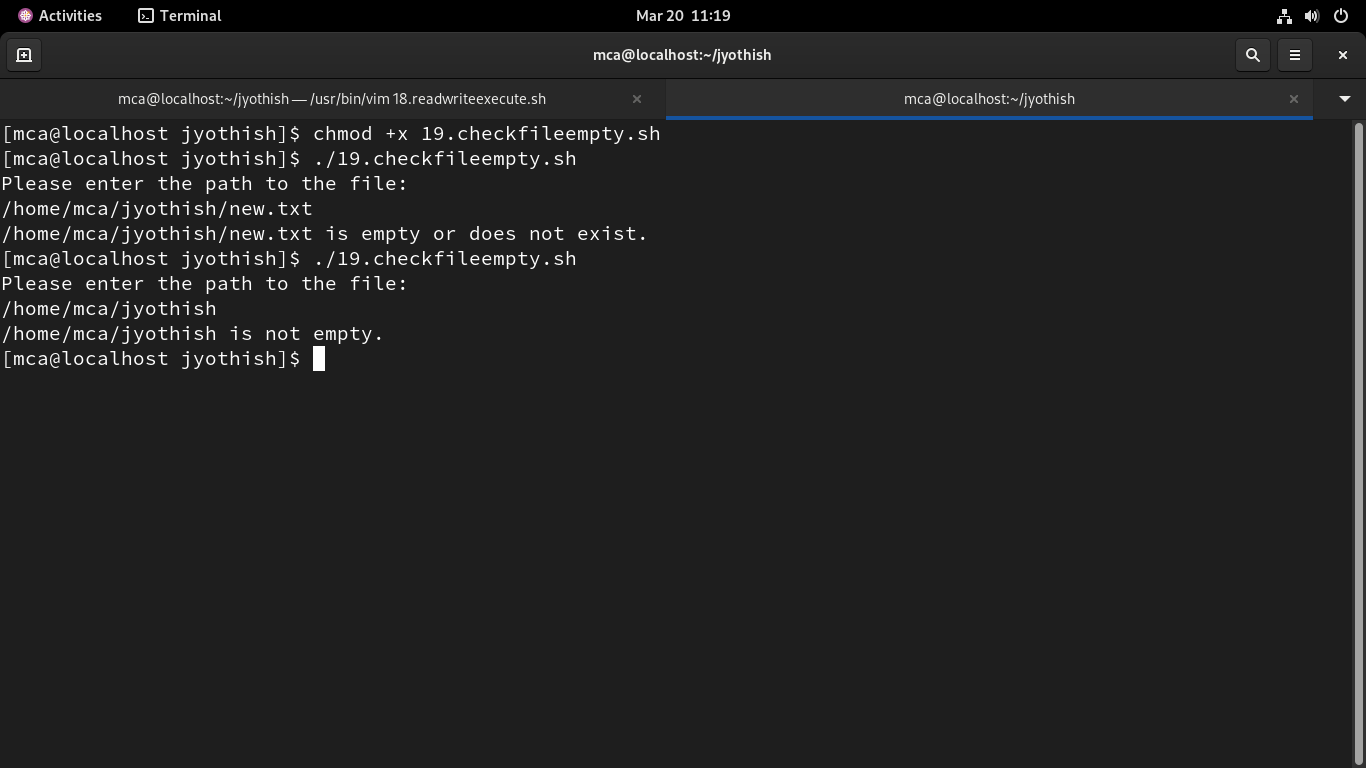 Activities Terminal Mar 20 11:19
mca@localhost:~/jyothish
mca@localhost:~/jyothish — /usr/bin/vim 18.readwriteexecute.sh mca@localhost:~/jyothish
[mca@localhost jyothish]$ chmod +x 19.checkfileempty.sh
[mca@localhost jyothish]$ ./19.checkfileempty.sh
Please enter the path to the file:
/home/mca/jyothish/new.txt
/home/mca/jyothish/new.txt is empty or does not exist.
[mca@localhost jyothish]$ ./19.checkfileempty.sh
Please enter the path to the file:
/home/mca/jyothish
/home/mca/jyothish is not empty.
[mca@localhost jyothish]$